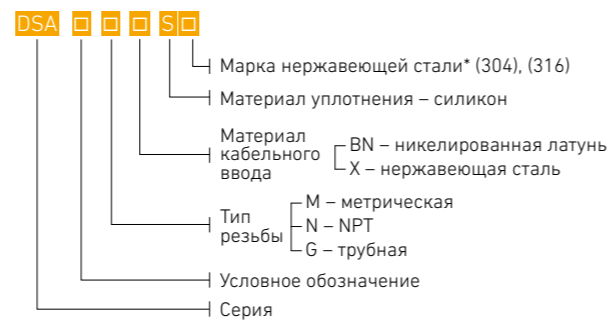 DSA □ □ □ S □
Марка нержавеющей стали* (304), (316)
Материал уплотнения – силикон
Материал
кабельного
ввода
BN – никелированная латунь
X – нержавеющая сталь
Тип
резьбы
M – метрическая
N – NPT
G – трубная
Условное обозначение
Серия